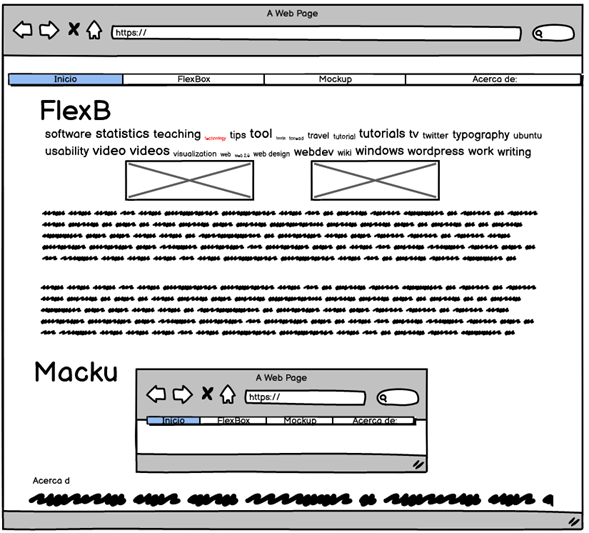 A Web Page
https://
Inicio FlexBox Mockup Acerca de:
FlexB
software statistics teaching technology tips tool tools toread travel tutorial tutorials tv twitter typography ubuntu
usability video videos visualization web web 2.0 web design webdev wiki windows wordpress work writing
Macku
A Web Page
https://
Inicio FlexBox Mockup Acerca de:
Acerca d